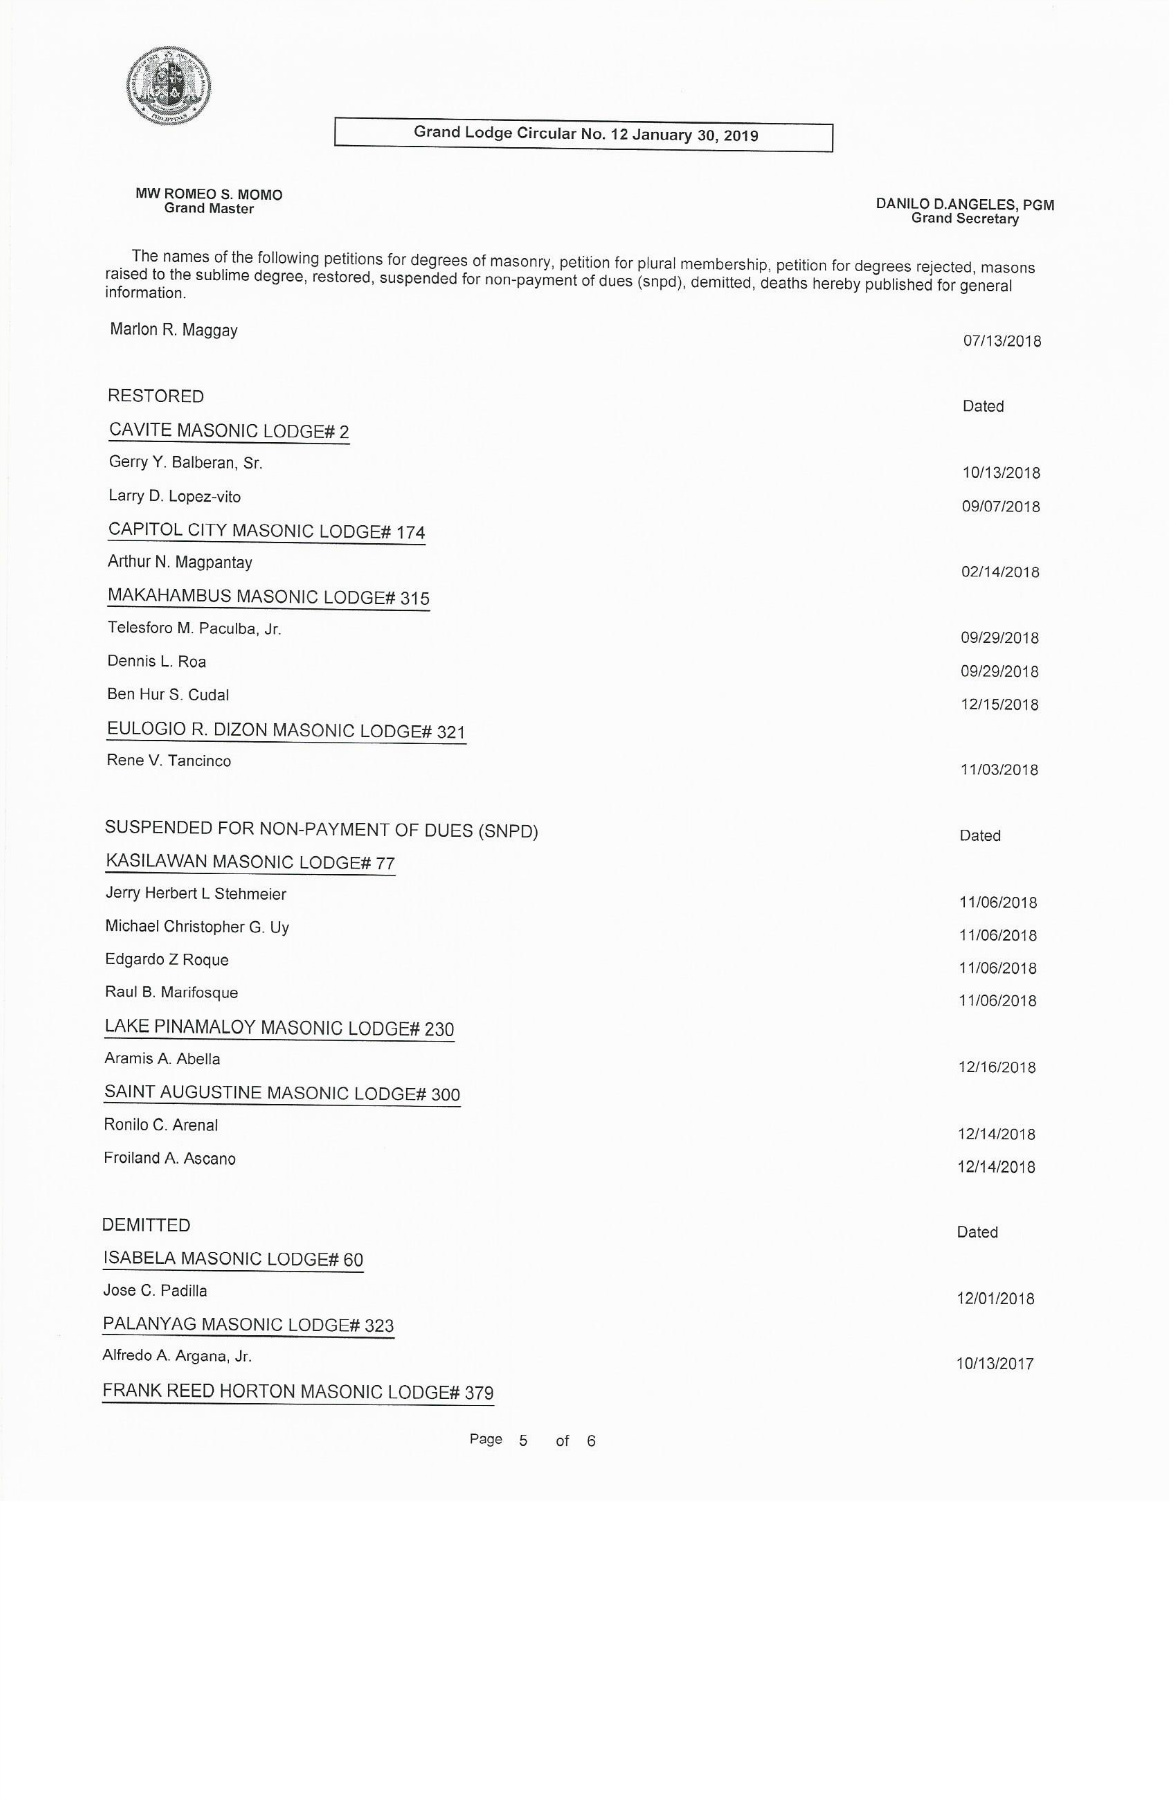 PHILIPPINES
Grand Lodge Circular No. 12 January 30, 2019
MW ROMEO S. MOMO
Grand Master
DANILO D.ANGELES, PGM
Grand Secretary
The names of the following petitions for degrees of masonry, petition for plural membership, petition for degrees rejected, masons
raised to the sublime degree, restored, suspended for non-payment of dues (snpd), demitted, deaths hereby published for general
information.
Marlon R. Maggay 07/13/2018
RESTORED Dated
CAVITE MASONIC LODGE# 2
Gerry Y. Balberan, Sr. 10/13/2018
Larry D. Lopez-vito 09/07/2018
CAPITOL CITY MASONIC LODGE# 174
Arthur N. Magpantay 02/14/2018
MAKAHAMBUS MASONIC LODGE# 315
Telesforo M. Paculba, Jr. 09/29/2018
Dennis L. Roa 09/29/2018
Ben Hur S. Cudal 12/15/2018
EULOGIO R. DIZON MASONIC LODGE# 321
Rene V. Tancinco 11/03/2018
SUSPENDED FOR NON-PAYMENT OF DUES (SNPD) Dated
KASILAWAN MASONIC LODGE# 77
Jerry Herbert L Stehmeier 11/06/2018
Michael Christopher G. Uy 11/06/2018
Edgardo Z Roque 11/06/2018
Raul B. Marifosque 11/06/2018
LAKE PINAMALOY MASONIC LODGE# 230
Aramis A. Abella 12/16/2018
SAINT AUGUSTINE MASONIC LODGE# 300
Ronilo C. Arenal 12/14/2018
Froiland A. Ascano 12/14/2018
DEMITTED Dated
ISABELA MASONIC LODGE# 60
Jose C. Padilla 12/01/2018
PALANYAG MASONIC LODGE# 323
Alfredo A. Argana, Jr. 10/13/2017
FRANK REED HORTON MASONIC LODGE# 379
Page 5 of 6